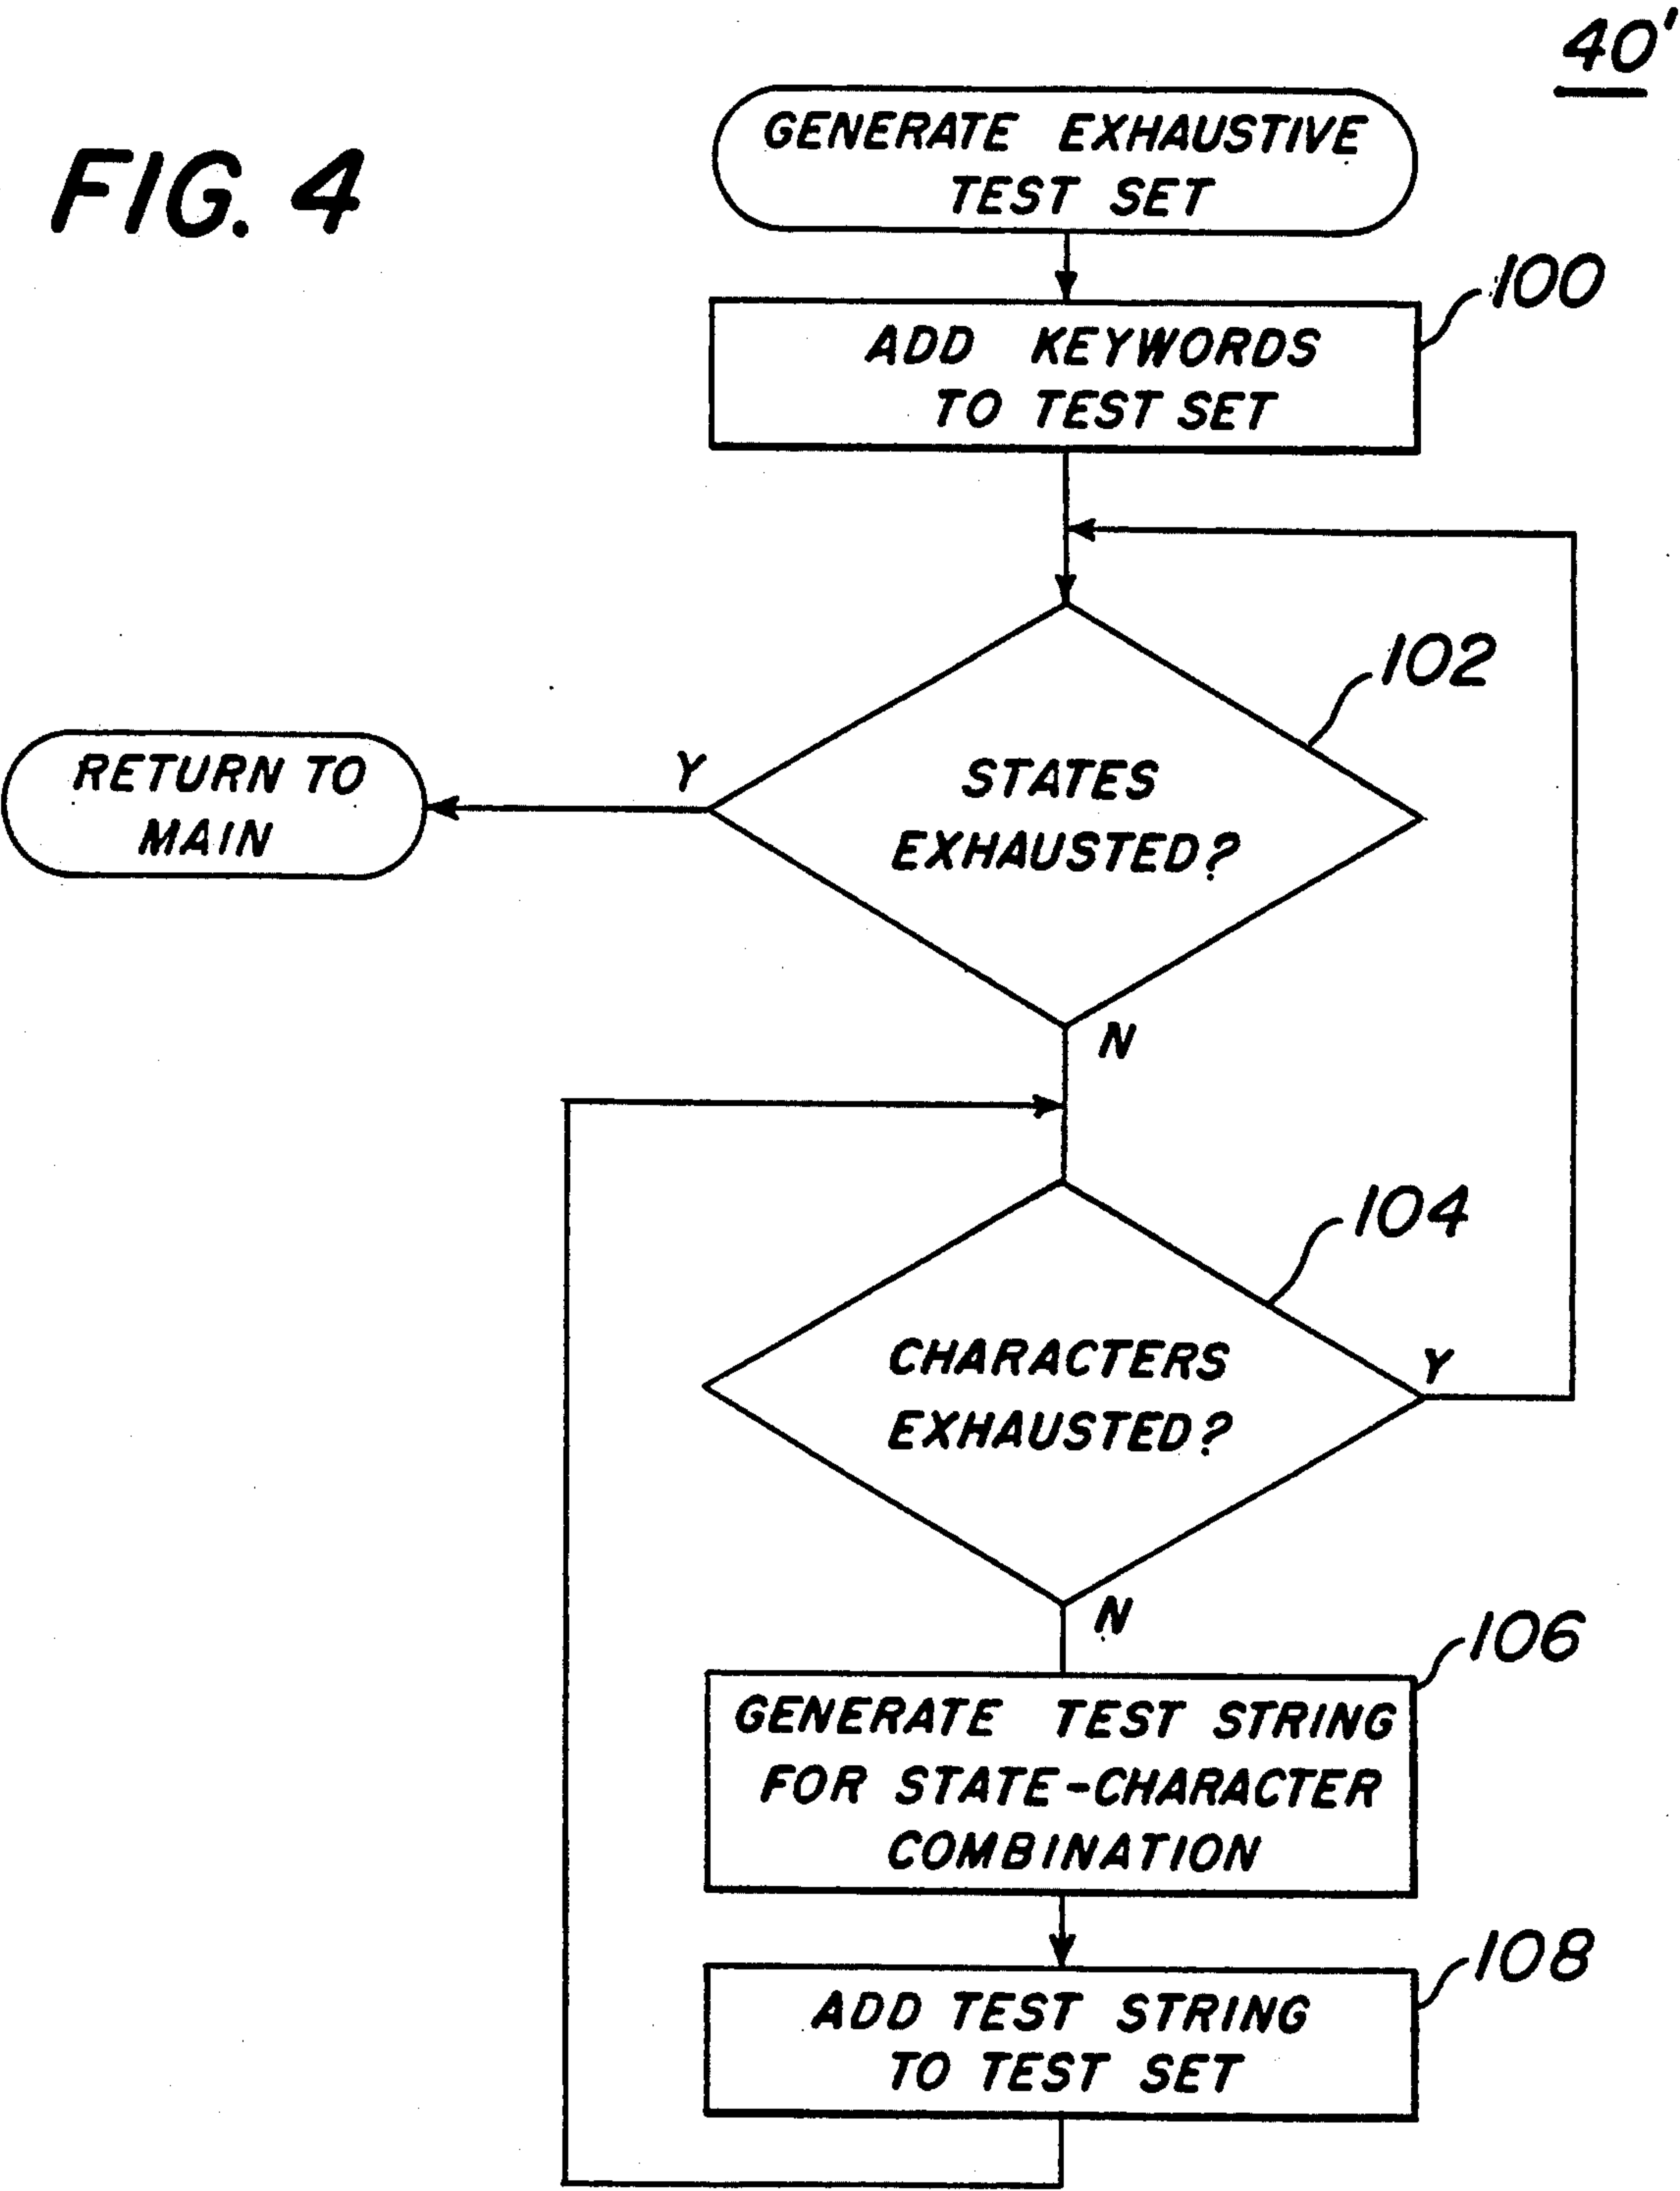 40'
FIG. 4
GENERATE EXHAUSTIVE
TEST SET
100
ADD KEYWORDS
TO TEST SET
102
STATES
EXHAUSTED?
Y
RETURN TO
MAIN
N
104
CHARACTERS
EXHAUSTED?
Y
N
106
GENERATE TEST STRING
FOR STATE-CHARACTER
COMBINATION
108
ADD TEST STRING
TO TEST SET